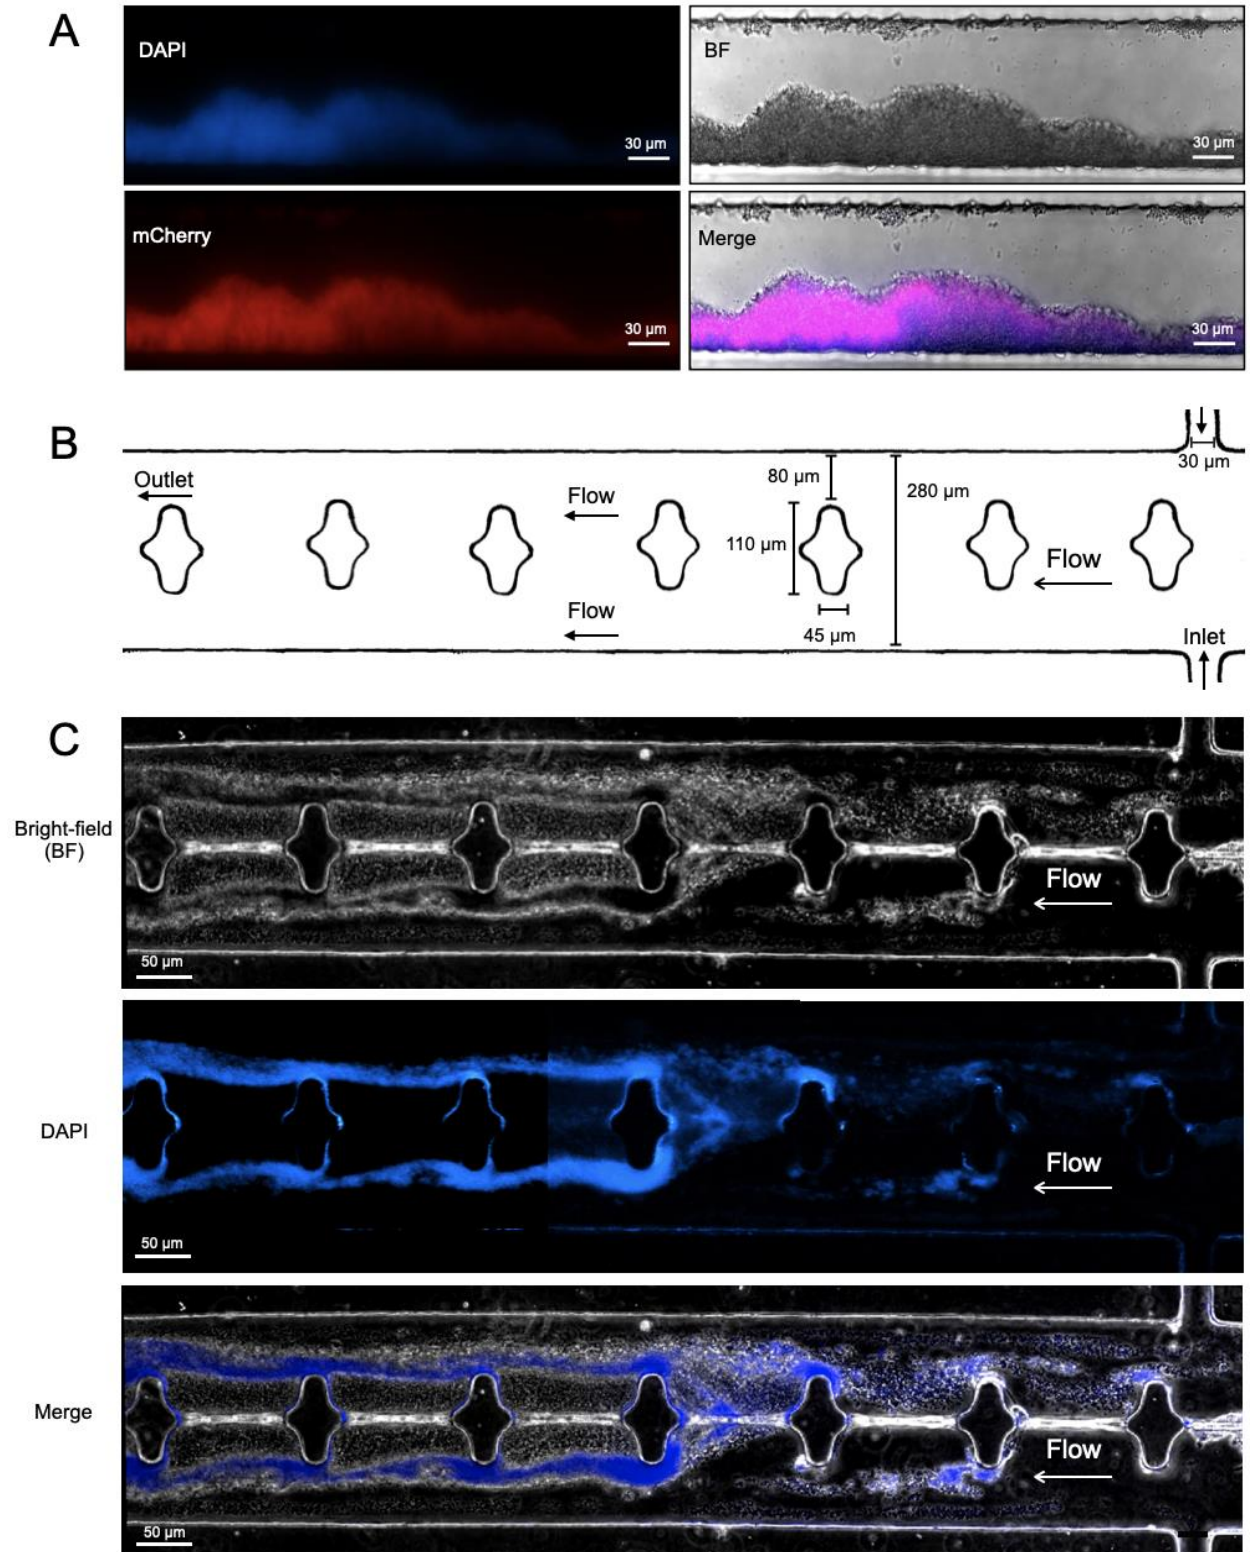 A
DAPI
30 µm
BF
30 µm
mCherry
30 µm
Merge
30 µm
B
Outlet
Flow
80 µm
280 µm
30 µm
110 µm
Flow
Flow
45 µm
Inlet
C
Bright-field
(BF)
Flow
50 µm
DAPI
Flow
50 µm
Merge
Flow
50 µm